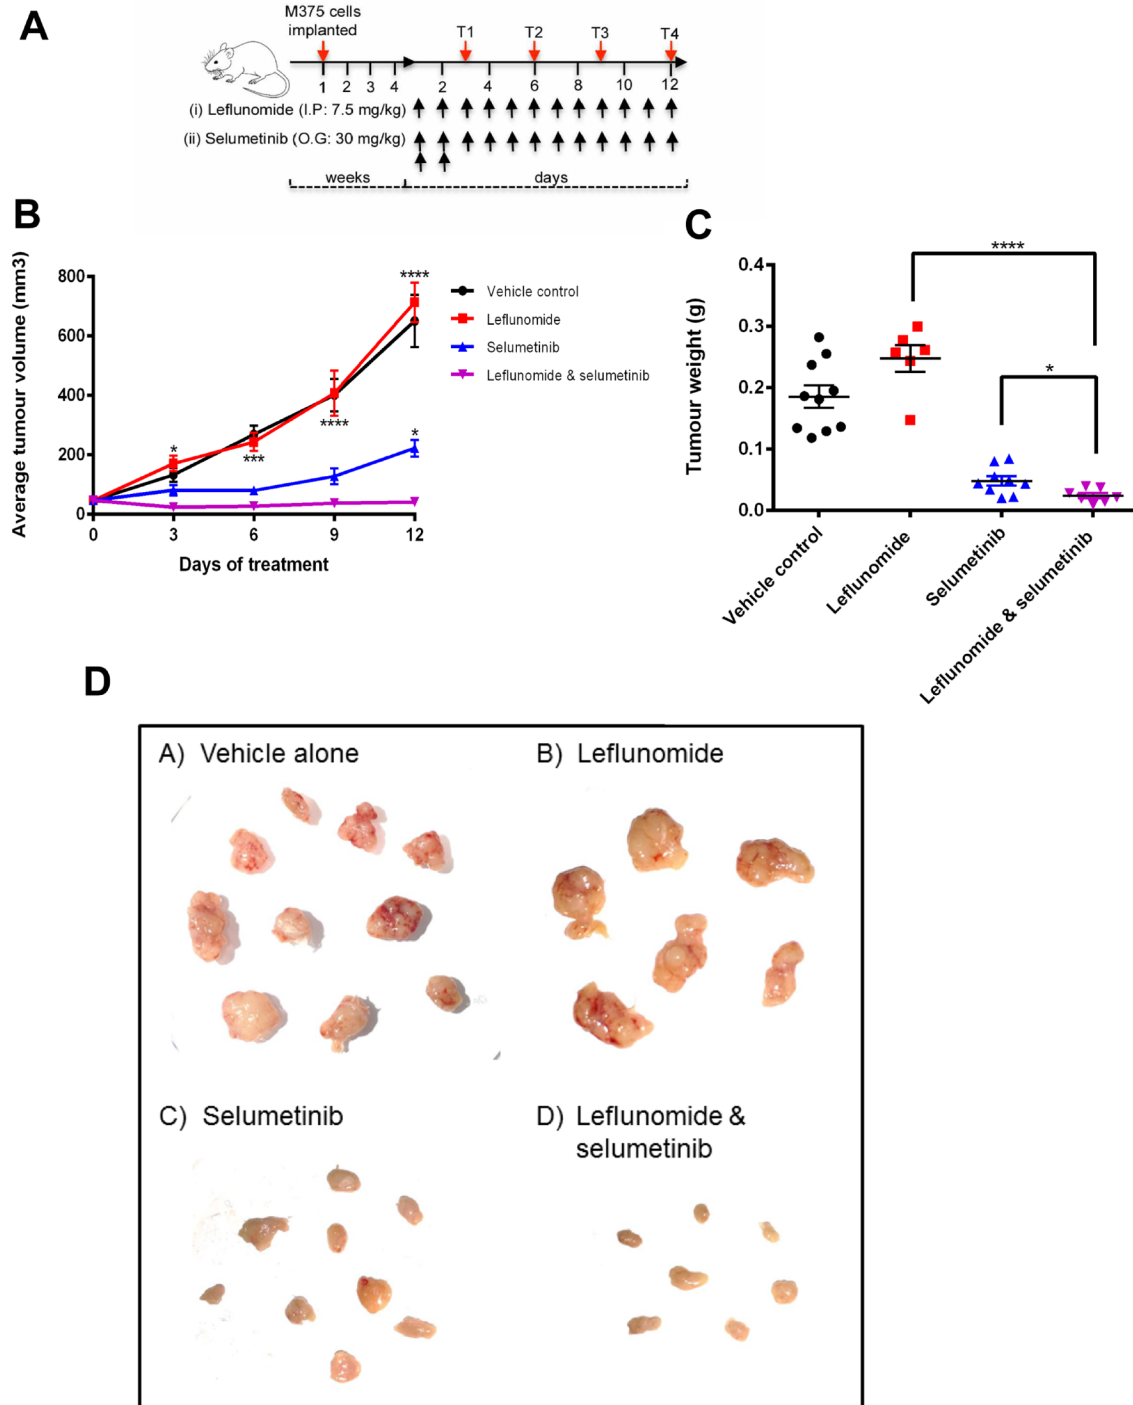 A
M375 cells
implanted
T1 T2 T3 T4
1 2 3 4 2 4 6 8 10 12
(i) Leflunomide (I.P: 7.5 mg/kg)
(ii) Selumetinib (O.G: 30 mg/kg)
weeks days
B
Average tumour volume (mm3)
800
600
400
200
0
0 3 6 9 12
Days of treatment
* *** **** **** *
Vehicle control
Leflunomide
Selumetinib
Leflunomide & selumetinib
C
Tumour weight (g)
0.4
0.3
0.2
0.1
0.0
****
*
Vehicle control
Leflunomide
Selumetinib
Leflunomide & selumetinib
D
A) Vehicle alone
B) Leflunomide
C) Selumetinib
D) Leflunomide &
selumetinib